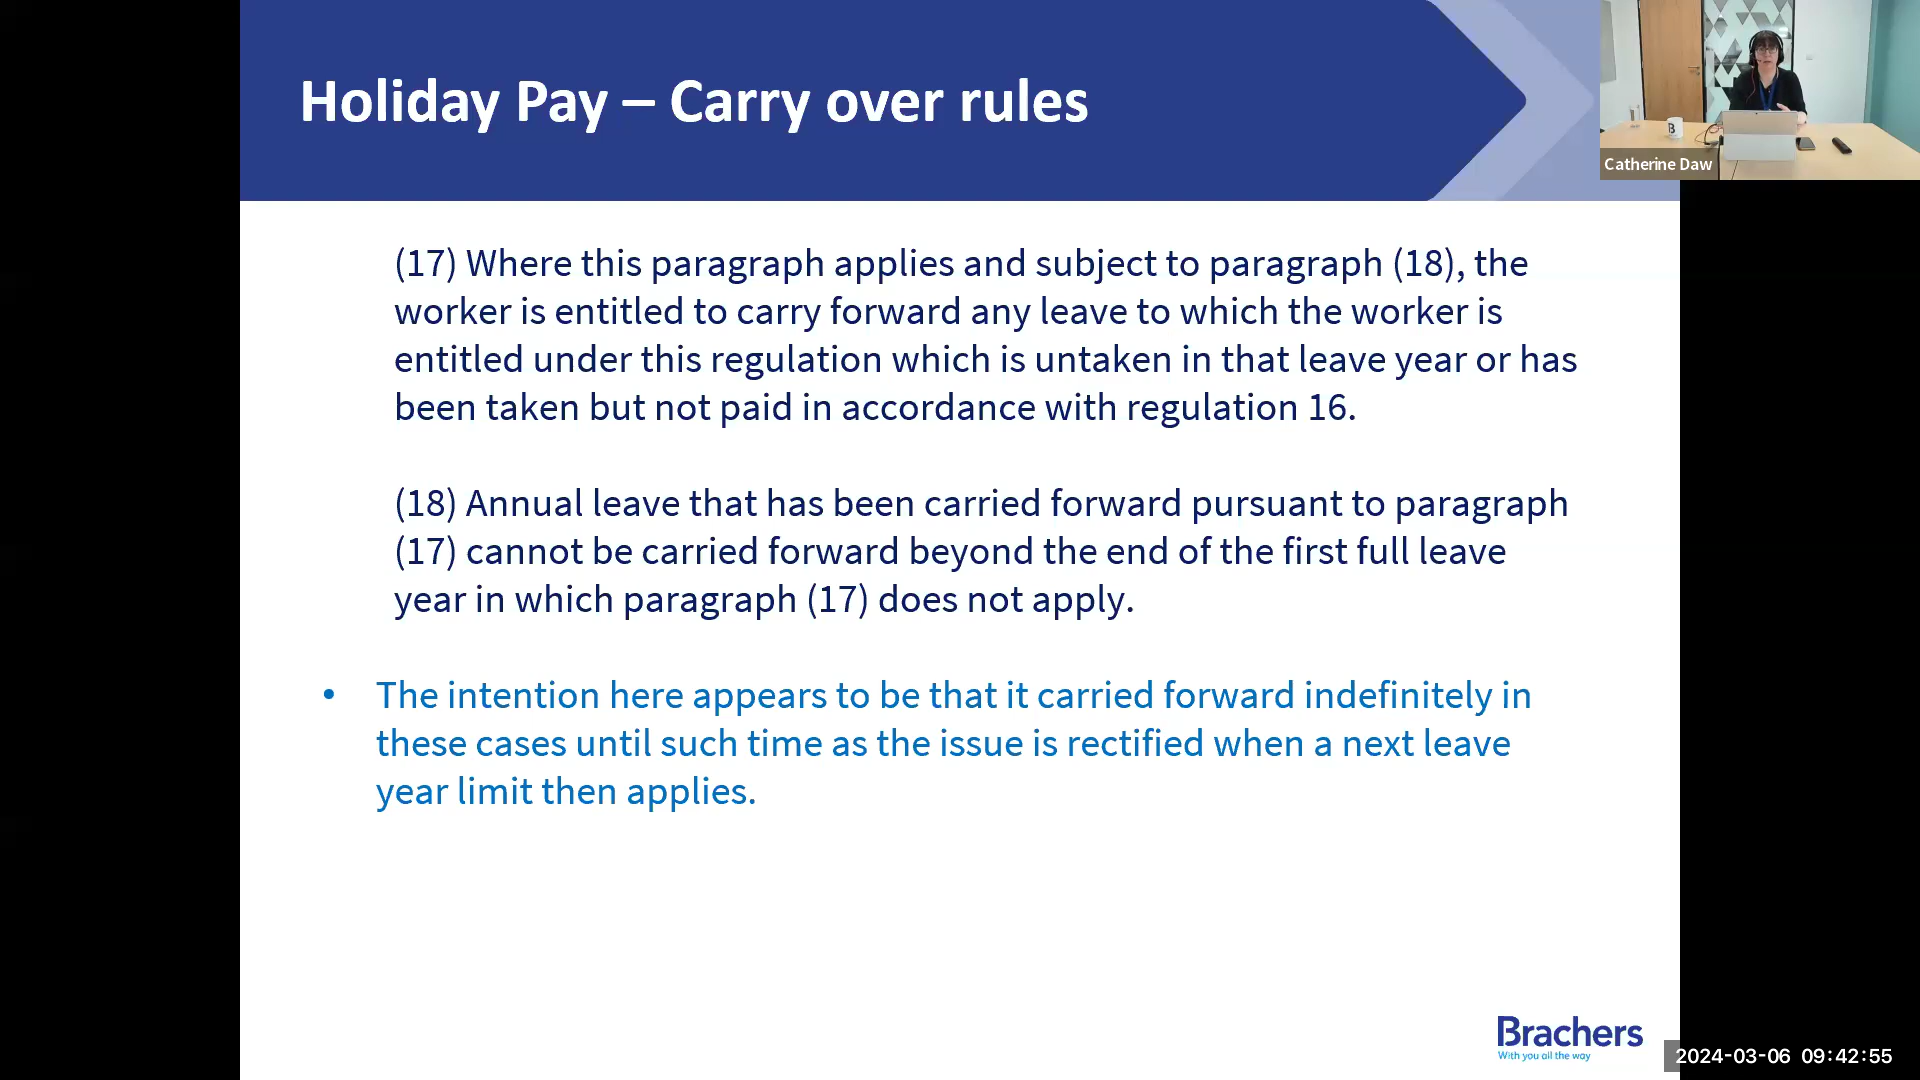 Holiday Pay – Carry over rules
B
Catherine Daw
(17) Where this paragraph applies and subject to paragraph (18), the
worker is entitled to carry forward any leave to which the worker is
entitled under this regulation which is untaken in that leave year or has
been taken but not paid in accordance with regulation 16.
(18) Annual leave that has been carried forward pursuant to paragraph
(17) cannot be carried forward beyond the end of the first full leave
year in which paragraph (17) does not apply.
• The intention here appears to be that it carried forward indefinitely in
these cases until such time as the issue is rectified when a next leave
year limit then applies.
Brachers
With you all the way
2024-03-06 09:42:55